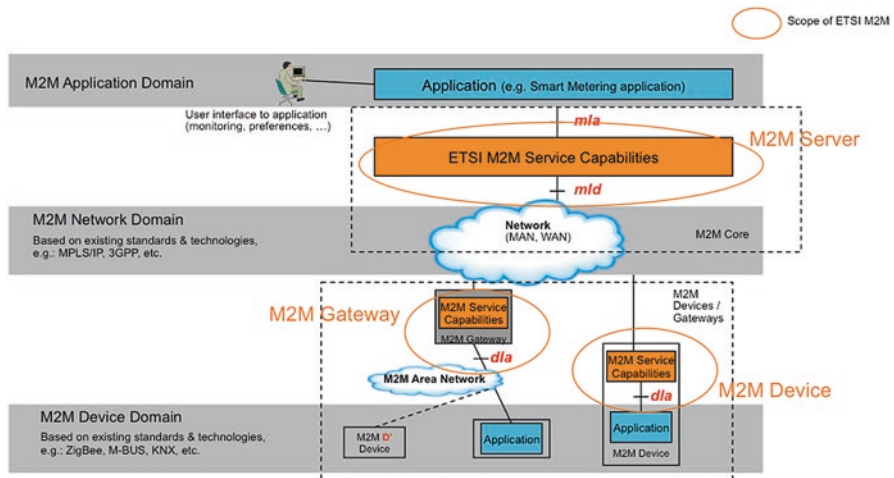 Scope of ETSI M2M
M2M Application Domain
Application (e.g. Smart Metering application)
User interface to application
(monitoring, preferences, ...)
mIa
M2M Server
ETSI M2M Service Capabilities
mId
M2M Network Domain
Based on existing standards & technologies,
e.g.: MPLS/IP, 3GPP, etc.
Network
(MAN, WAN)
M2M Core
M2M Gateway
M2M Service
Capabilities
M2M Gateway
dIa
M2M Area Network
M2M
Devices /
Gateways
M2M Service
Capabilities
dIa
M2M Device
M2M Device Domain
Based on existing standards & technologies,
e.g.: ZigBee, M-BUS, KNX, etc.
M2M D'
Device
Application
Application
M2M Device